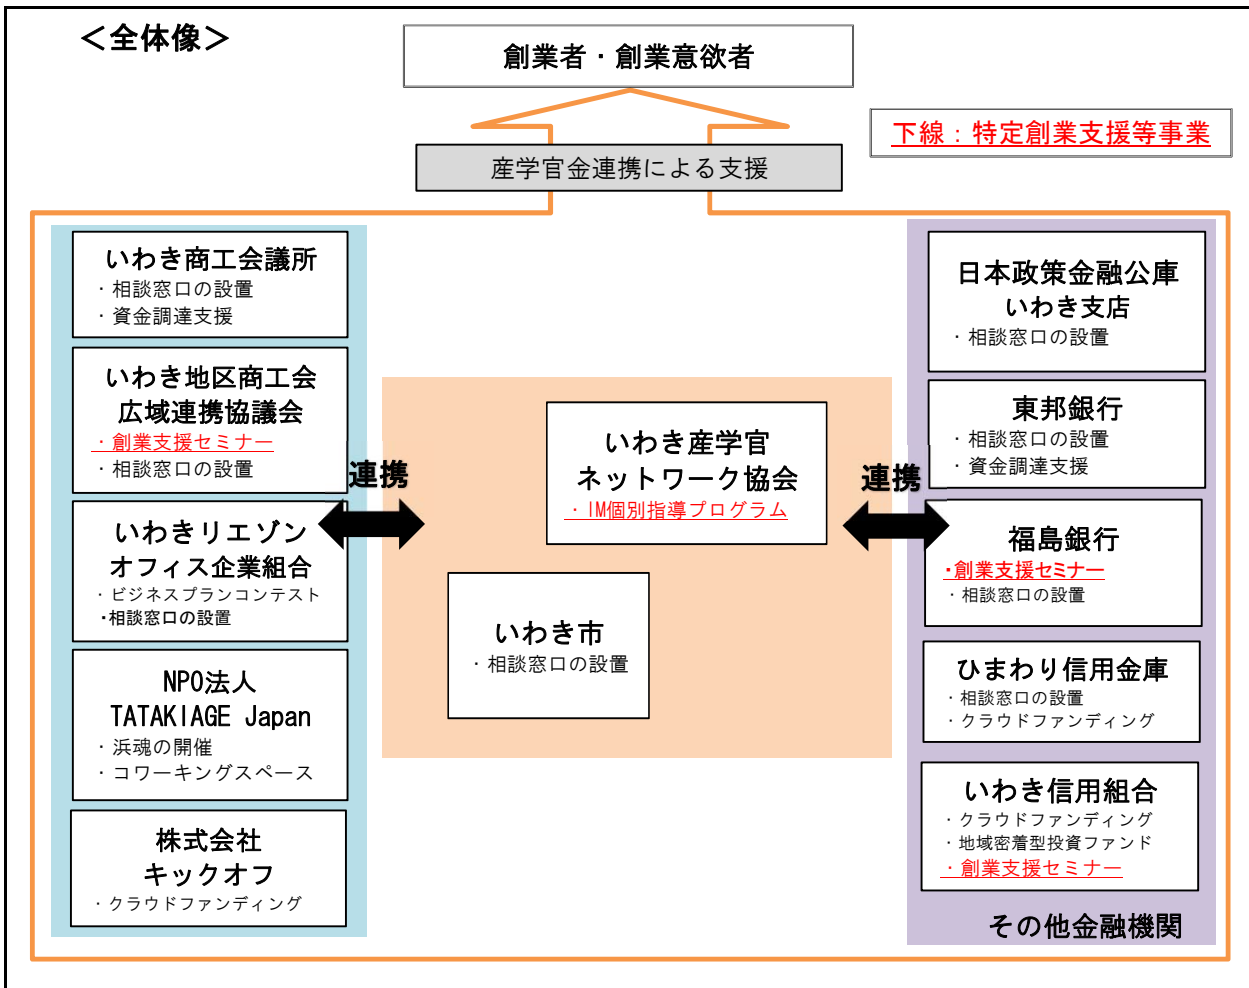 ＜全体像＞
創業者・創業意欲者
下線：特定創業支援等事業
産学官金連携による支援
いわき商工会議所
・相談窓口の設置
・資金調達支援
いわき地区商工会
広域連携協議会
・創業支援セミナー
・相談窓口の設置
いわきリエゾン
オフィス企業組合
・ビジネスプランコンテスト
・相談窓口の設置
NPO法人
TATAKIAGE Japan
・浜魂の開催
・コワーキングスペース
株式会社
キックオフ
・クラウドファンディング
連携
いわき産学官
ネットワーク協会
・IM個別指導プログラム
いわき市
・相談窓口の設置
連携
日本政策金融公庫
いわき支店
・相談窓口の設置
東邦銀行
・相談窓口の設置
・資金調達支援
福島銀行
・創業支援セミナー
・相談窓口の設置
ひまわり信用金庫
・相談窓口の設置
・クラウドファンディング
いわき信用組合
・クラウドファンディング
・地域密着型投資ファンド
・創業支援セミナー
その他金融機関